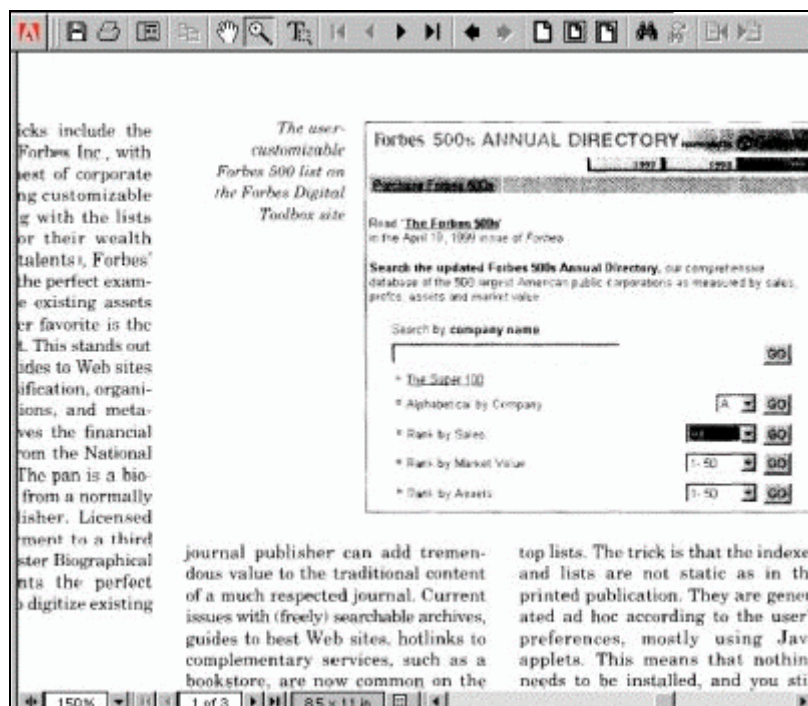 icks include the
Forbes Inc, with
est of corporate
ng customizable
g with the lists
or their wealth
talents, Forbes'
the perfect exam-
e existing assets
er favorite is the
t. This stands out
ides to Web sites
ification, organi-
ions, and meta-
ves the financial
rom the National
The pan is a bio-
from a normally
lisher. Licensed
ment to a third
ster Biographical
nts the perfect
o digitize existing
The user-
customizable
Forbes 500 list on
the Forbes Digital
Toolbox site
Forbes 500s ANNUAL DIRECTORY
1997 1998
Purchase Forbes 500s
Read 'The Forbes 500s'
in the April 19, 1999 issue of Forbes
Search the updated Forbes 500s Annual Directory, our comprehensive
database of the 500 largest American public corporations as measured by sales,
profits, assets and market value
Search by company name
GO
* The Super 100
* Alphabetical by Company A GO
* Rank by Sales GO
* Rank by Market Value 1-50 GO
* Rank by Assets 1-50 GO
journal publisher can add tremen-
dous value to the traditional content
of a much respected journal. Current
issues with (freely) searchable archives,
guides to best Web sites, hotlinks to
complementary services, such as a
bookstore, are now common on the
top lists. The trick is that the indexe
and lists are not static as in th
printed publication. They are gener
ated ad hoc according to the user'
preferences, mostly using Jav
applets. This means that nothin
needs to be installed, and you sti
150% 1 of 3 8.5 x 11 in